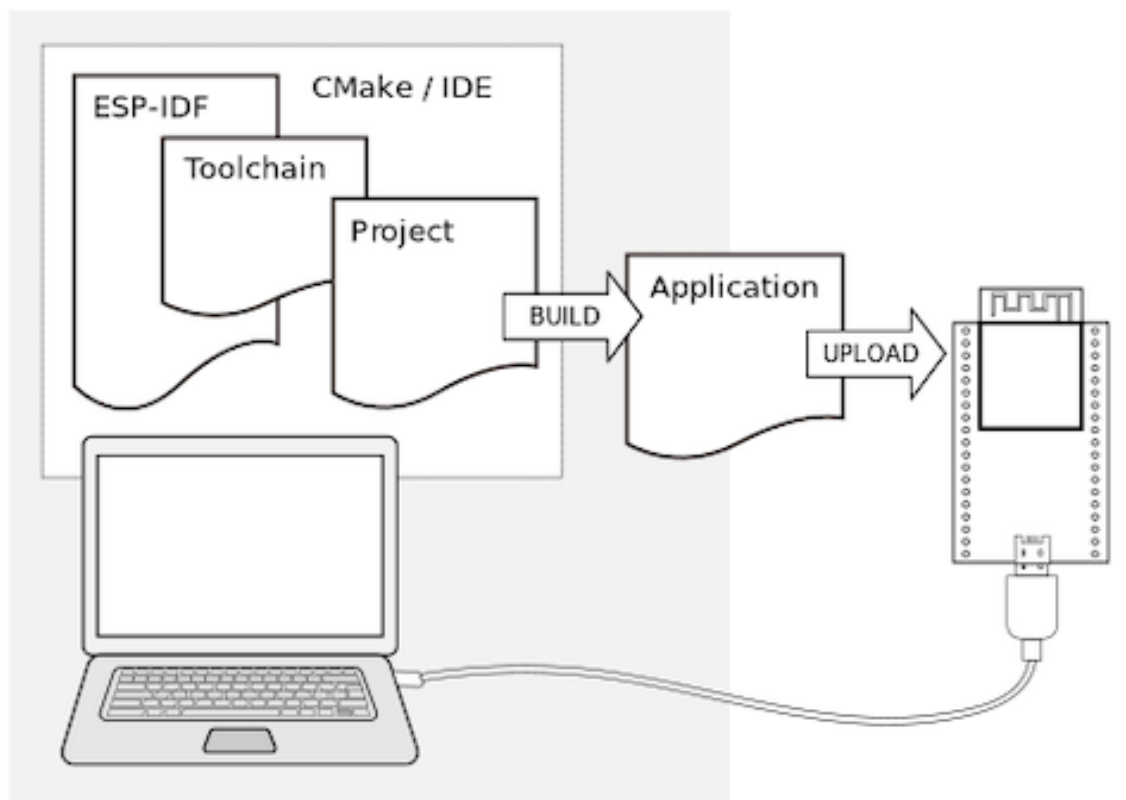 CMake / IDE
ESP-IDF
Toolchain
Project
BUILD
Application
UPLOAD